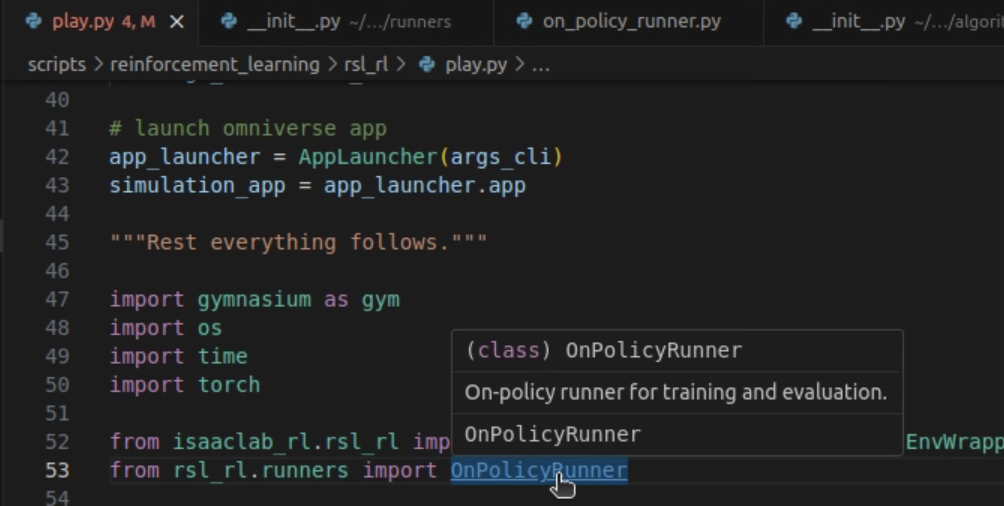 play.py 4, M × __init__.py ~/.../runners on_policy_runner.py __init__.py ~/.../algorit
scripts > reinforcement_learning > rsl_rl > play.py > ...
40
41 # launch omniverse app
42 app_launcher = AppLauncher(args_cli)
43 simulation_app = app_launcher.app
44
45 """Rest everything follows."""
46
47 import gymnasium as gym
48 import os
49 import time
50 import torch
51
(class) OnPolicyRunner
On-policy runner for training and evaluation.
OnPolicyRunner
52 from isaaclab_rl.rsl_rl imp EnvWrapp
53 from rsl_rl.runners import OnPolicyRunner
54